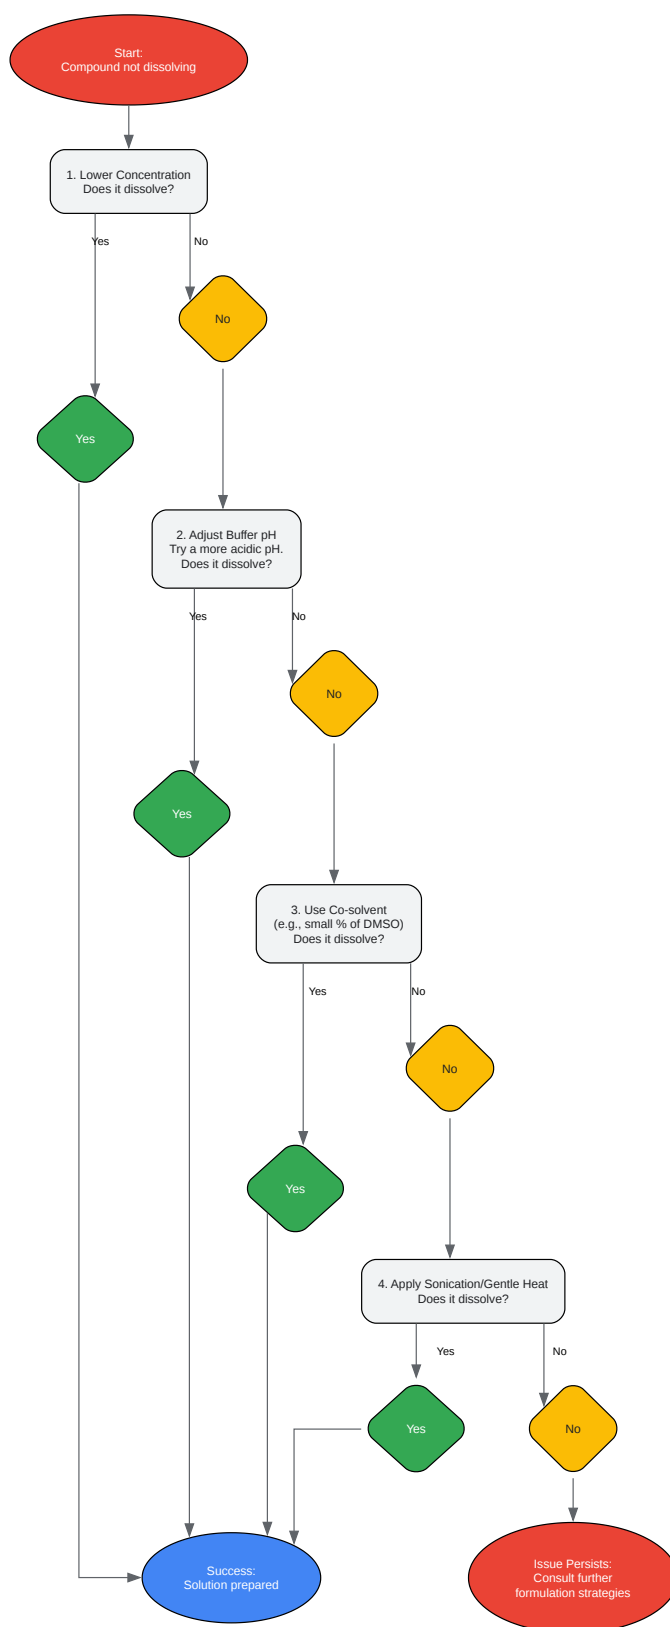 Start:
Compound not dissolving
1. Lower Concentration
Does it dissolve?
Yes
No
No
Yes
2. Adjust Buffer pH
Try a more acidic pH.
Does it dissolve?
Yes
No
No
Yes
3. Use Co-solvent
(e.g., small % of DMSO)
Does it dissolve?
Yes
No
No
Yes
4. Apply Sonication/Gentle Heat
Does it dissolve?
Yes
No
Yes
No
Success:
Solution prepared
Issue Persists:
Consult further
formulation strategies